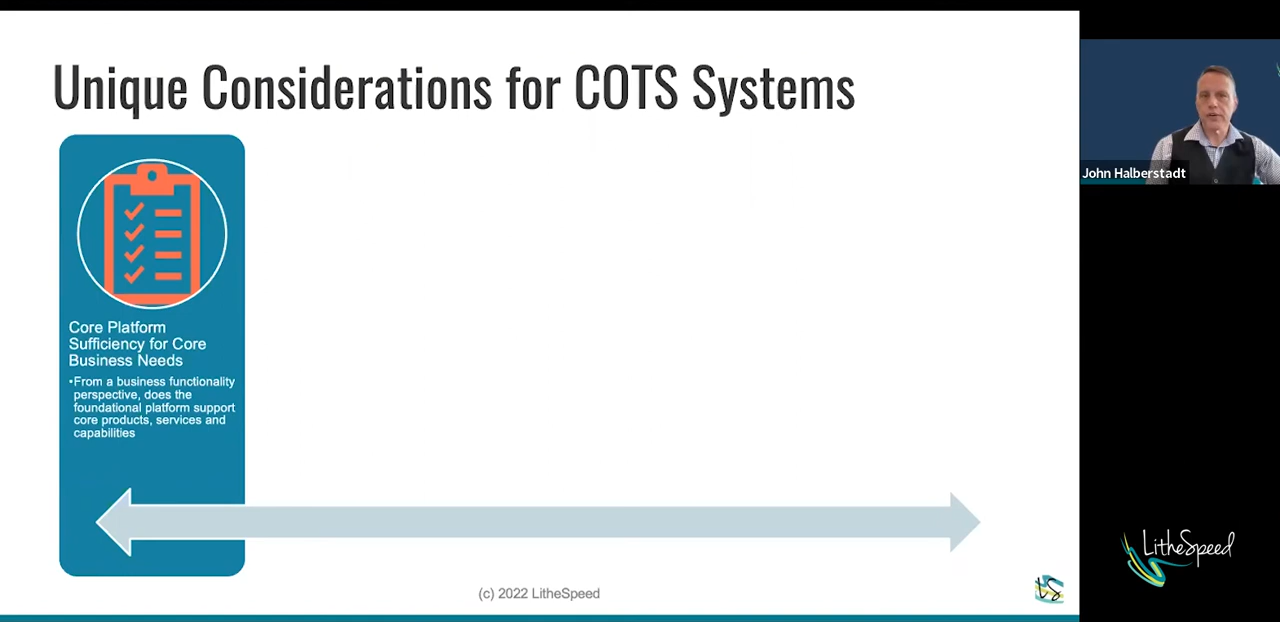 Unique Considerations for COTS Systems
John Halberstadt
Core Platform
Sufficiency for Core
Business Needs
•From a business functionality
perspective, does the
foundational platform support
core products, services and
capabilities
LitheSpeed
(c) 2022 LitheSpeed
LS